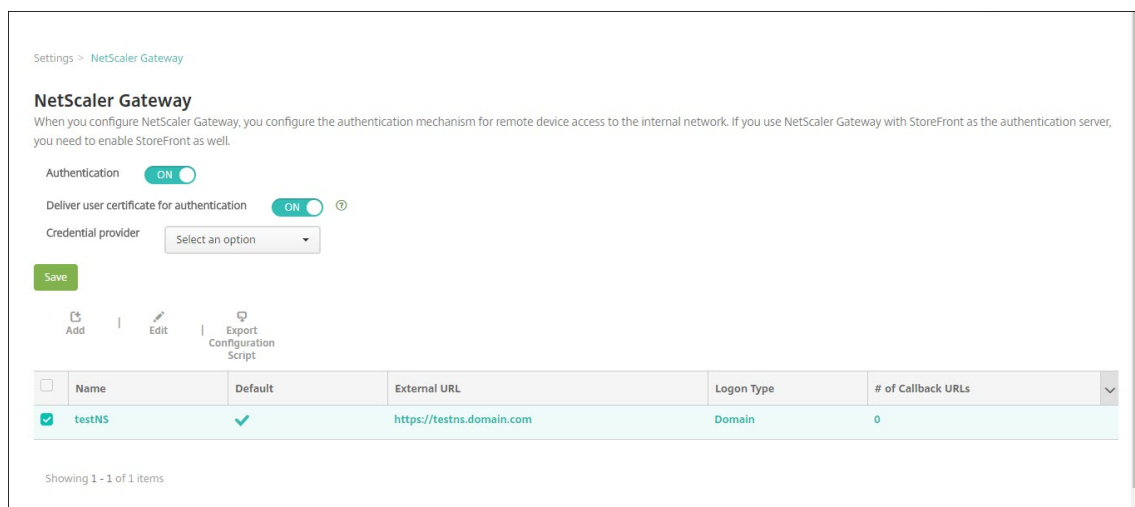 Settings > NetScaler Gateway
NetScaler Gateway
When you configure NetScaler Gateway, you configure the authentication mechanism for remote device access to the internal network. If you use NetScaler Gateway with StoreFront as the authentication server,
you need to enable StoreFront as well.
Authentication ON
Deliver user certificate for authentication ON ?
Credential provider Select an option
Save
Add | Edit | Export
Configuration
Script
Name Default External URL Logon Type # of Callback URLs
testNS https://testns.domain.com Domain 0
Showing 1 - 1 of 1 items